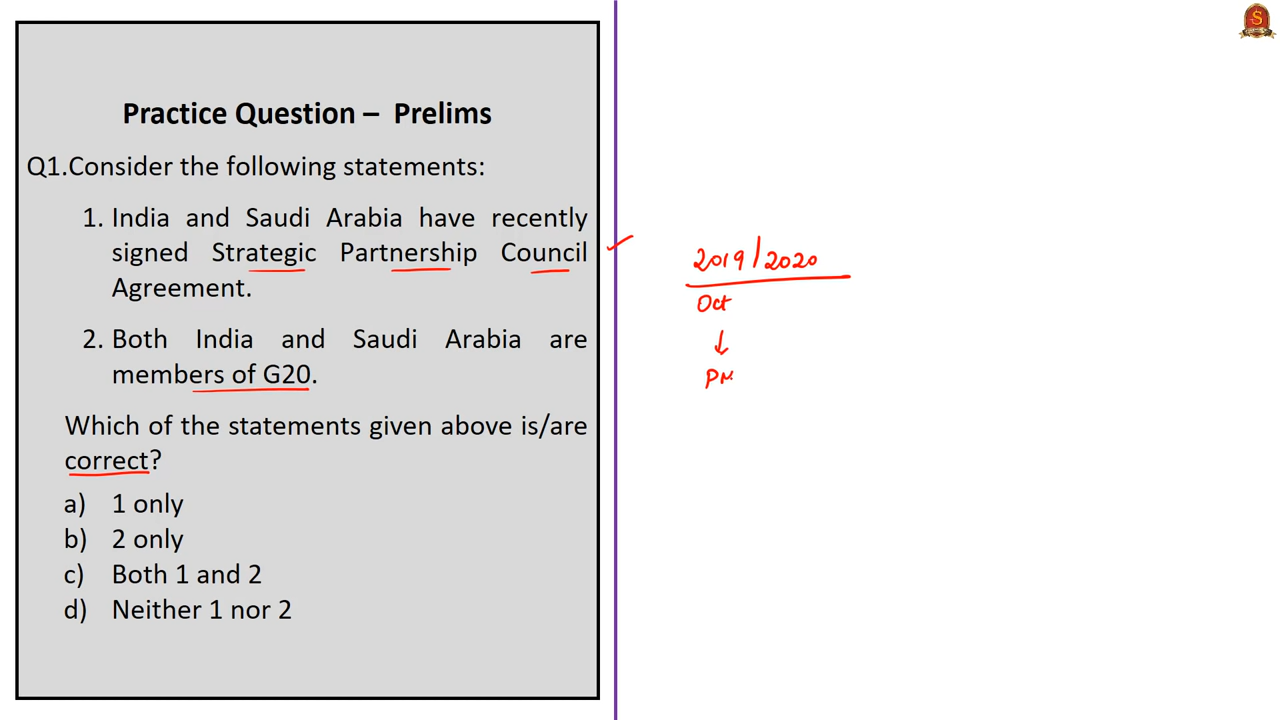 Practice Question – Prelims
Q1.Consider the following statements:
1. India and Saudi Arabia have recently
signed Strategic Partnership Council
Agreement.
2. Both India and Saudi Arabia are
members of G20.
Which of the statements given above is/are
correct?
a) 1 only
b) 2 only
c) Both 1 and 2
d) Neither 1 nor 2
2019/2020
Oct
PM